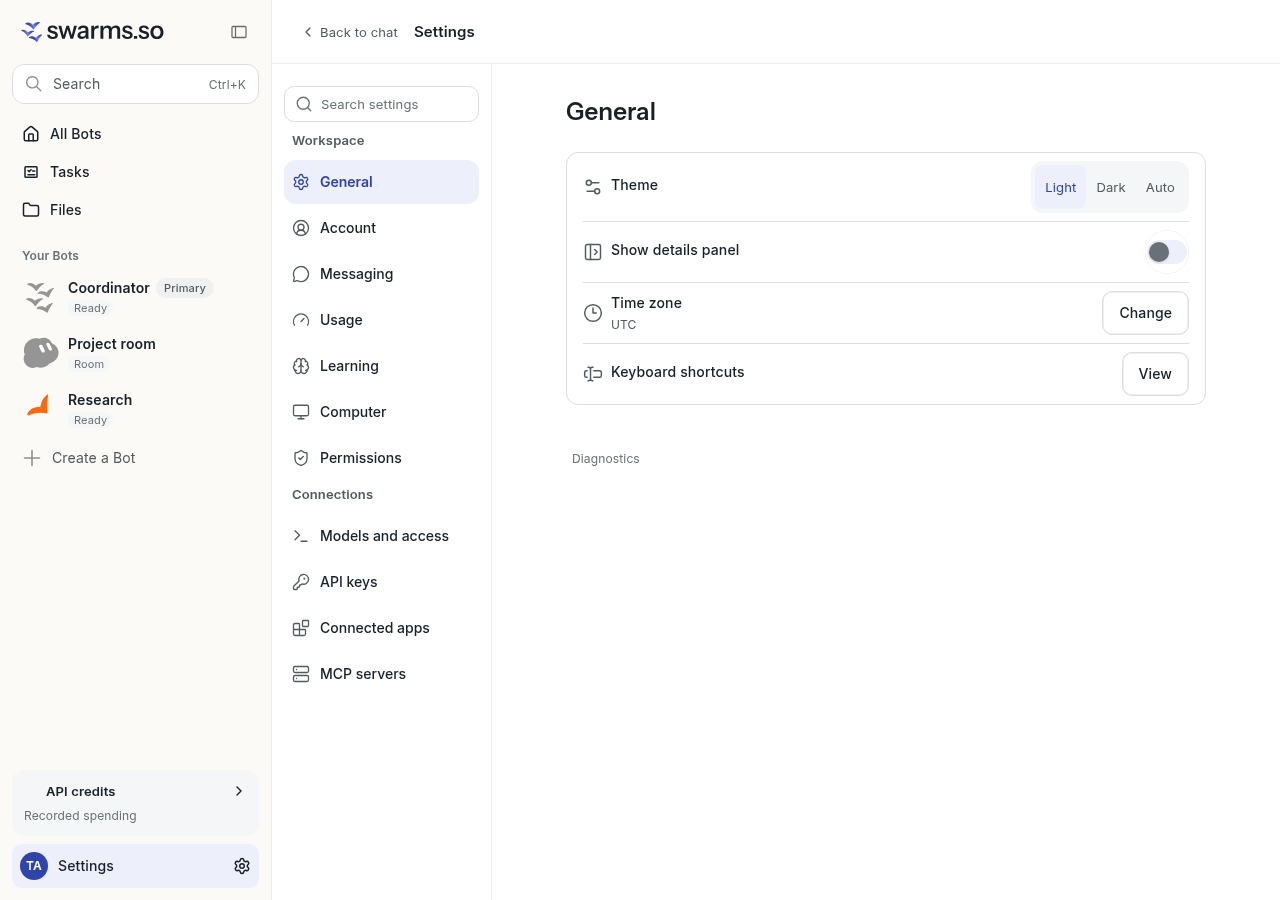 swarms.so
Search Ctrl+K
All Bots
Tasks
Files
Your Bots
Coordinator Primary
Ready
Project room
Room
Research
Ready
Create a Bot
API credits
Recorded spending
TA Settings
Back to chat Settings
Search settings
Workspace
General
Account
Messaging
Usage
Learning
Computer
Permissions
Connections
Models and access
API keys
Connected apps
MCP servers
General
Theme Light Dark Auto
Show details panel
Time zone
UTC
Change
Keyboard shortcuts View
Diagnostics